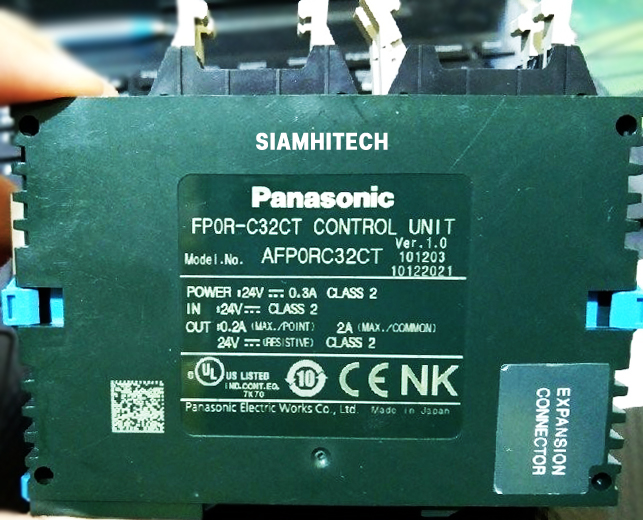 SIAMHITECH
Panasonic
FP0R-C32CT CONTROL UNIT
Ver.1.0
Model.No. AFP0RC32CT 101203
10122021
POWER :24V ⎓ 0.3A CLASS 2
IN :24V ⎓ CLASS 2
OUT :0.2A (MAX./POINT) 2A (MAX./COMMON)
24V ⎓ (RESISTIVE) CLASS 2
C UL US LISTED
IND.CONT.EQ.
7K70
10
CE NK
Panasonic Electric Works Co., Ltd. Made in Japan
EXPANSION
CONNECTOR